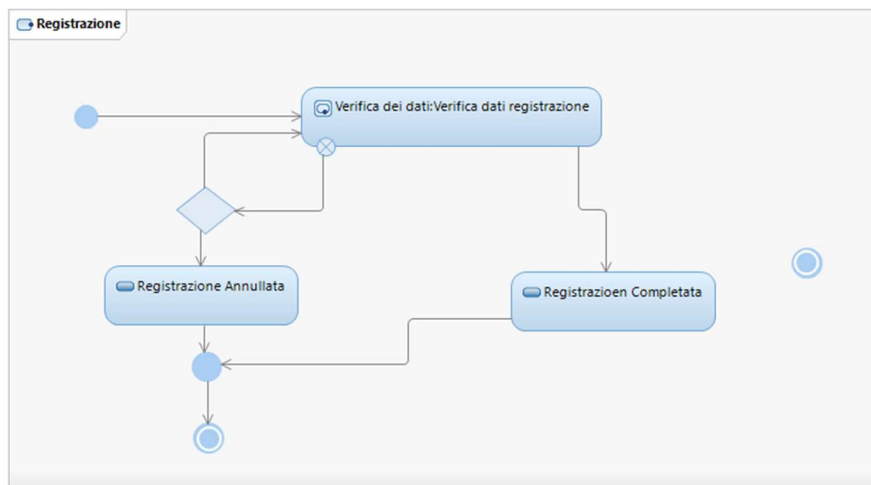 Registrazione
Verifica dei dati:Verifica dati registrazione
Registrazione Annullata
Registrazioen Completata